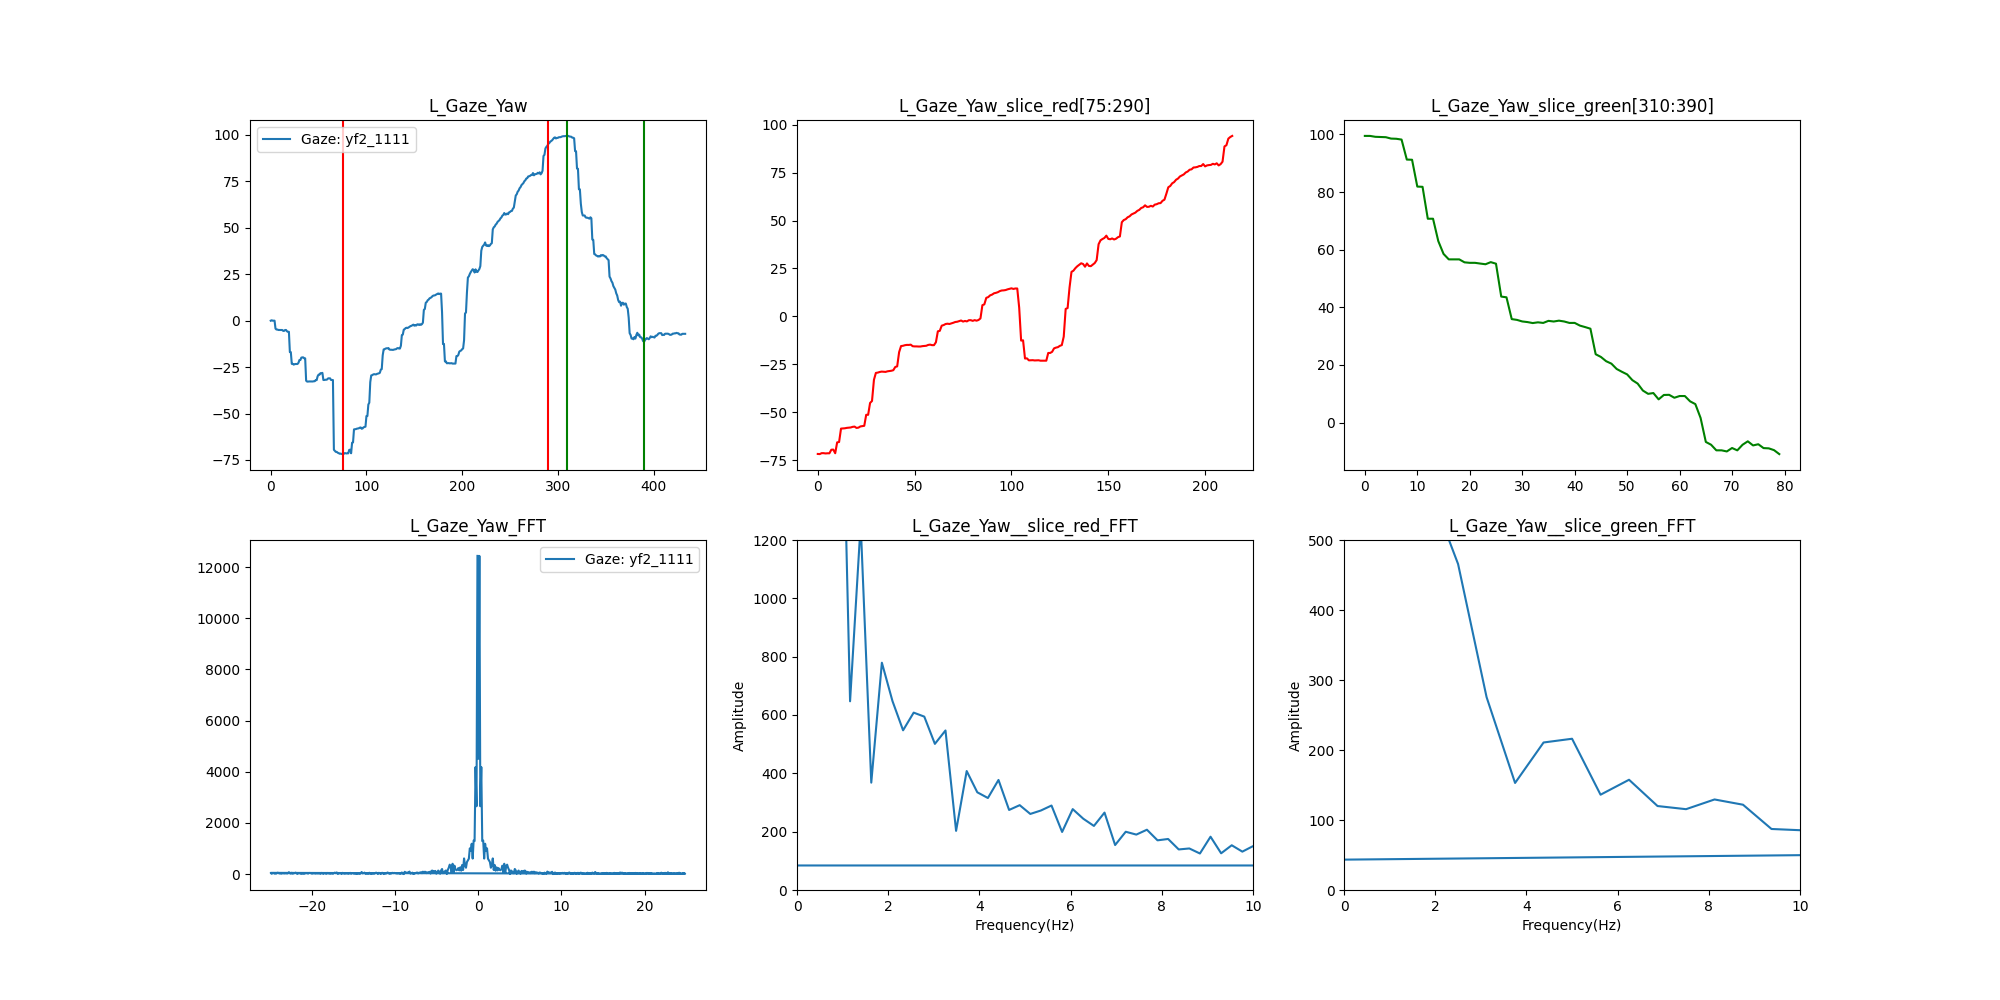 L_Gaze_Yaw
Gaze: yf2_1111
100
75
50
25
0
−25
−50
−75
0 100 200 300 400
L_Gaze_Yaw_slice_red[75:290]
100
75
50
25
0
−25
−50
−75
0 50 100 150 200
L_Gaze_Yaw_slice_green[310:390]
100
80
60
40
20
0
0 10 20 30 40 50 60 70 80
L_Gaze_Yaw_FFT
Gaze: yf2_1111
12000
10000
8000
6000
4000
2000
0
−20 −10 0 10 20
L_Gaze_Yaw__slice_red_FFT
Amplitude
1200
1000
800
600
400
200
0
0 2 4 6 8 10
Frequency(Hz)
L_Gaze_Yaw__slice_green_FFT
Amplitude
500
400
300
200
100
0
0 2 4 6 8 10
Frequency(Hz)